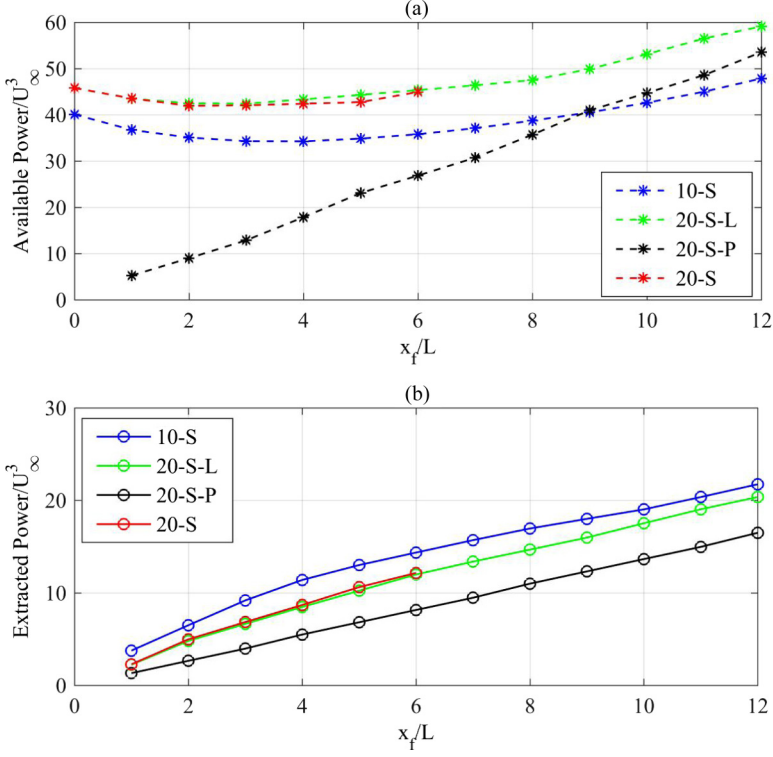 (a)
60
50
40
30
20
10
0
Available Power/U³∞
10-S
20-S-L
20-S-P
20-S
0 2 4 6 8 10 12
x_f/L
(b)
30
20
10
0
Extracted Power/U³∞
10-S
20-S-L
20-S-P
20-S
0 2 4 6 8 10 12
x_f/L